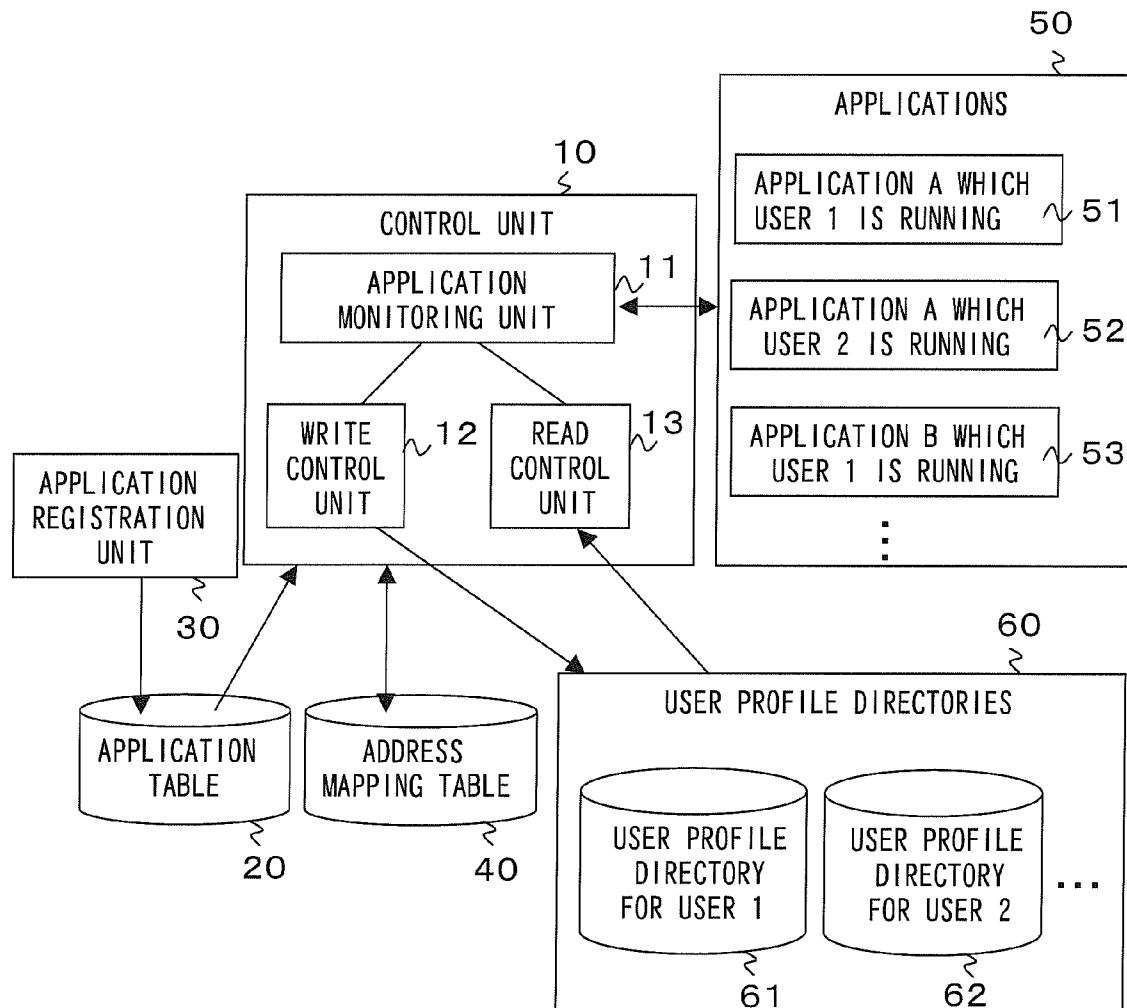 50
APPLICATIONS
10
CONTROL UNIT
APPLICATION A WHICH
USER 1 IS RUNNING
51
APPLICATION
MONITORING UNIT
11
APPLICATION A WHICH
USER 2 IS RUNNING
52
WRITE
CONTROL
UNIT
12
READ
CONTROL
UNIT
13
APPLICATION B WHICH
USER 1 IS RUNNING
53
APPLICATION
REGISTRATION
UNIT
30
60
USER PROFILE DIRECTORIES
APPLICATION
TABLE
20
ADDRESS
MAPPING TABLE
40
USER PROFILE
DIRECTORY
FOR USER 1
61
USER PROFILE
DIRECTORY
FOR USER 2
62
...